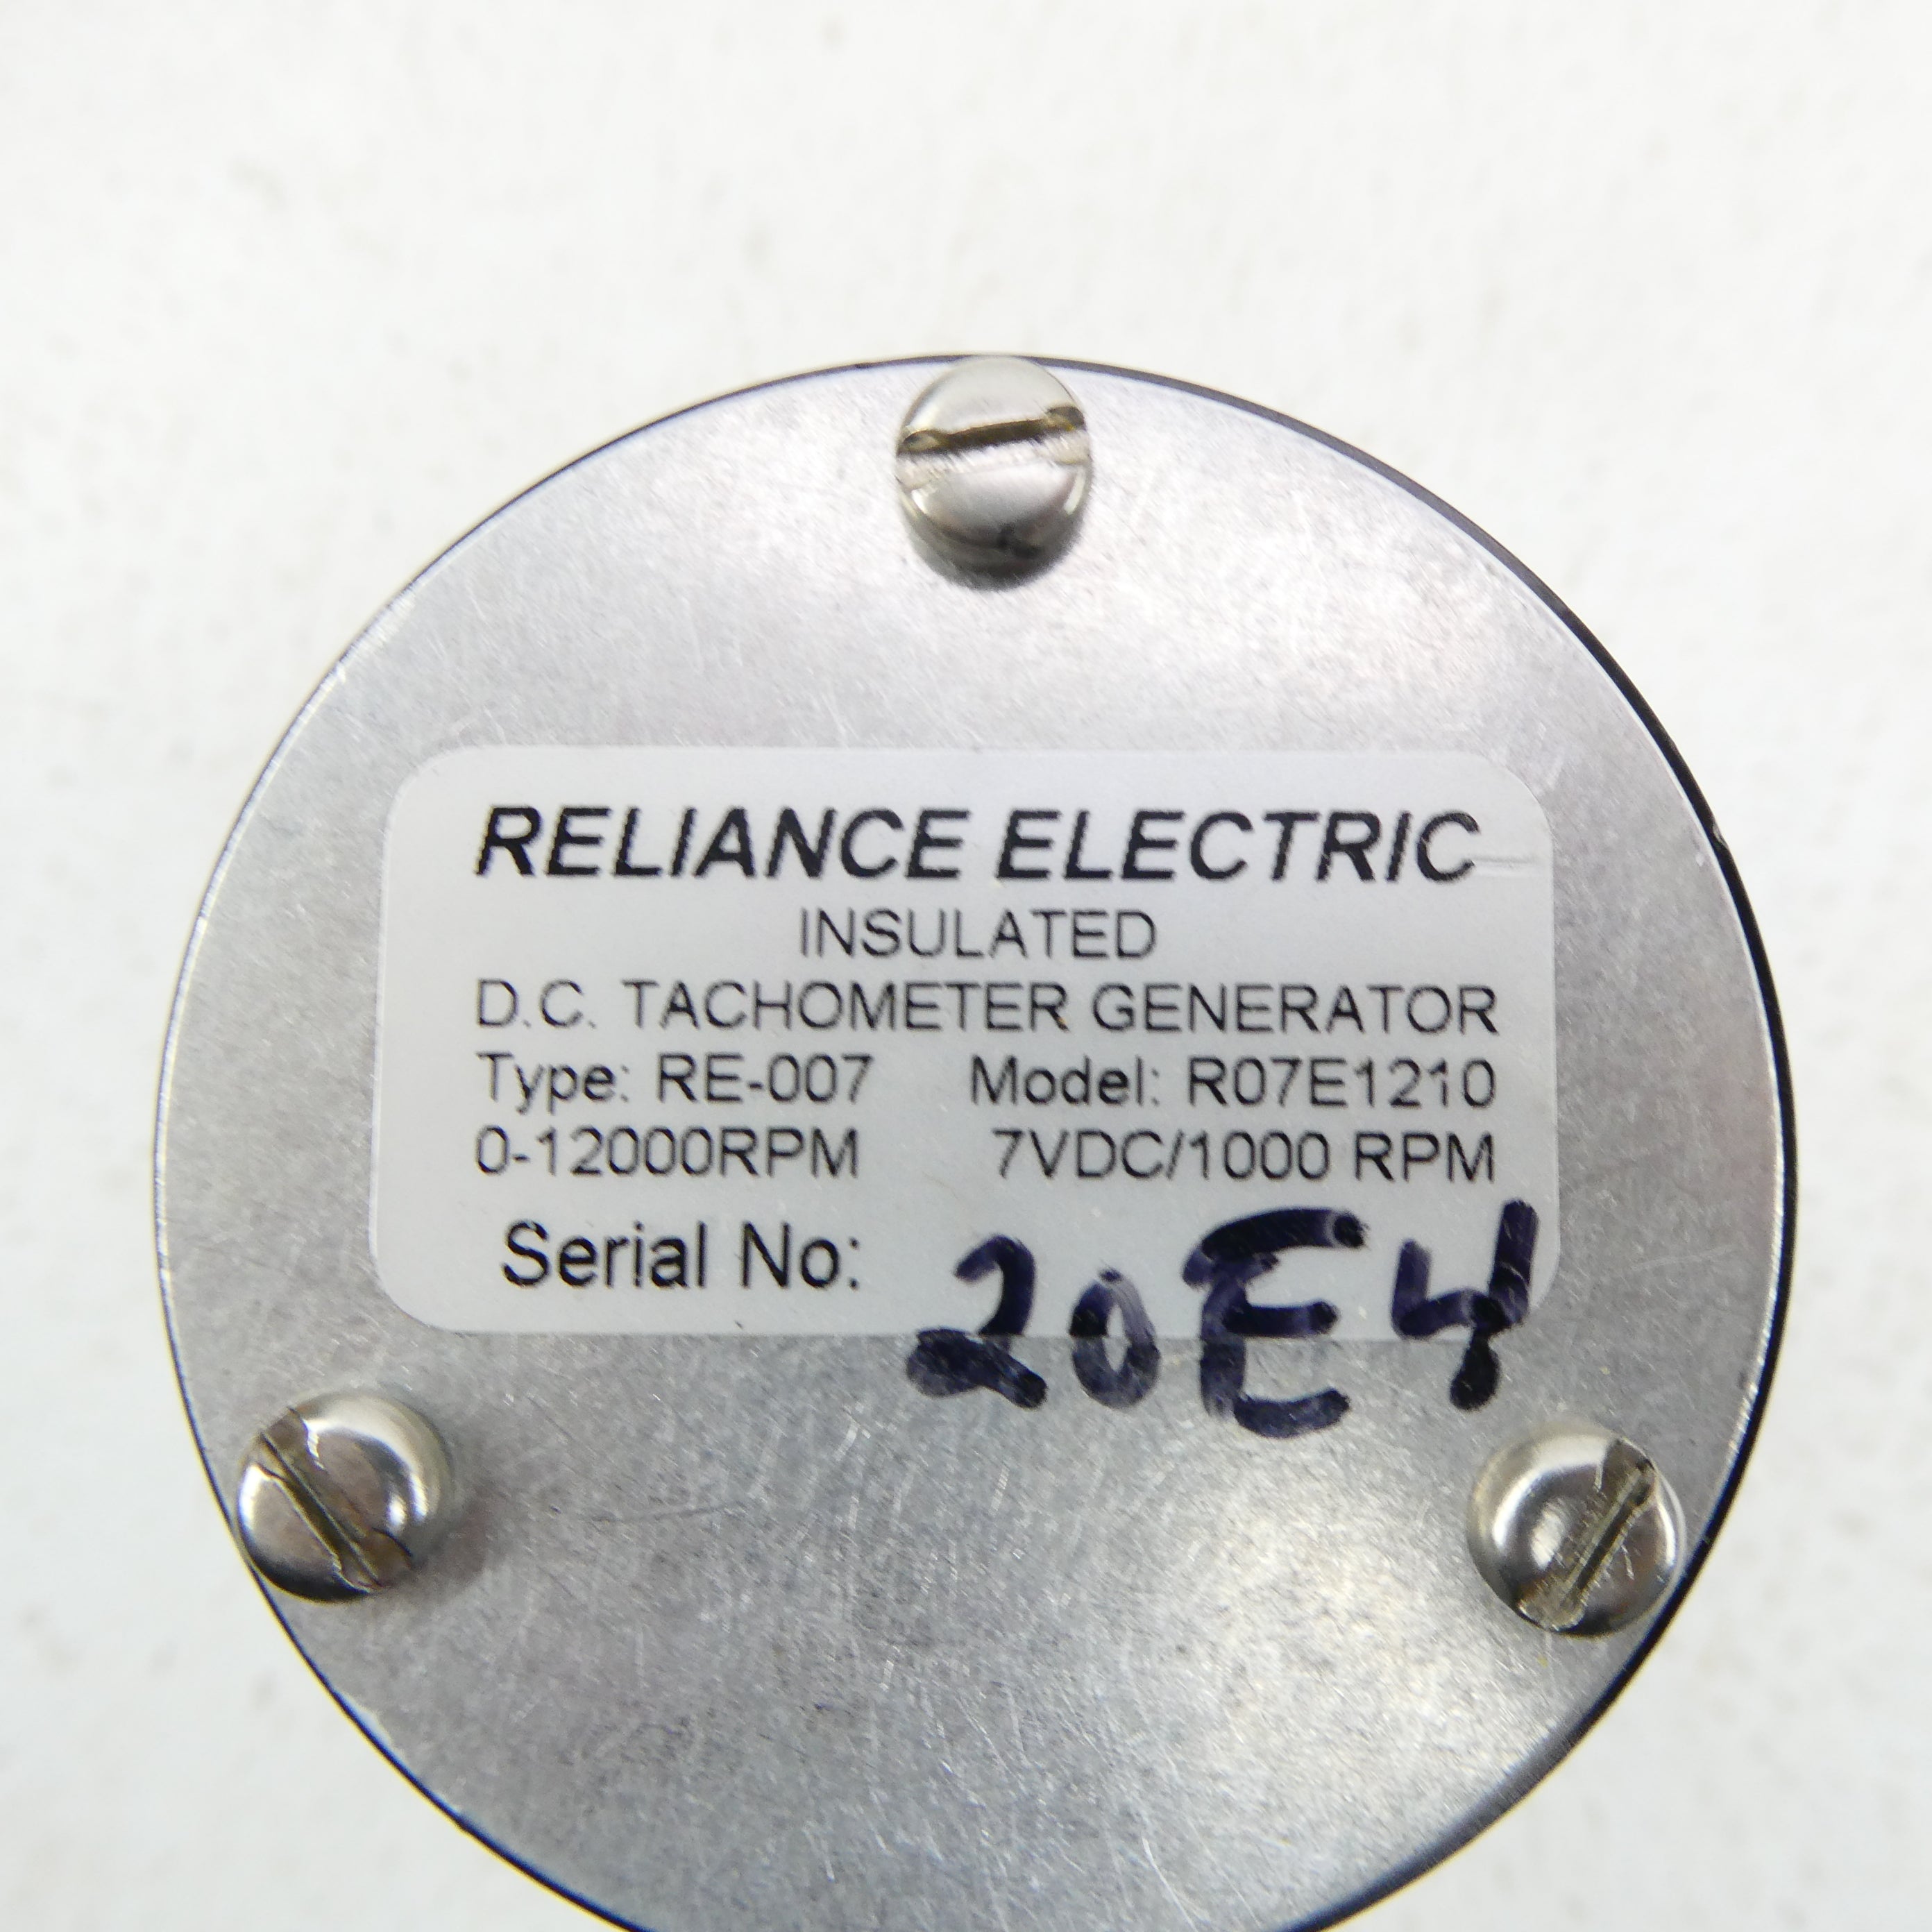 RELIANCE ELECTRIC
INSULATED
D.C. TACHOMETER GENERATOR
Type: RE-007 Model: R07E1210
0-12000RPM 7VDC/1000 RPM
Serial No: 20E4